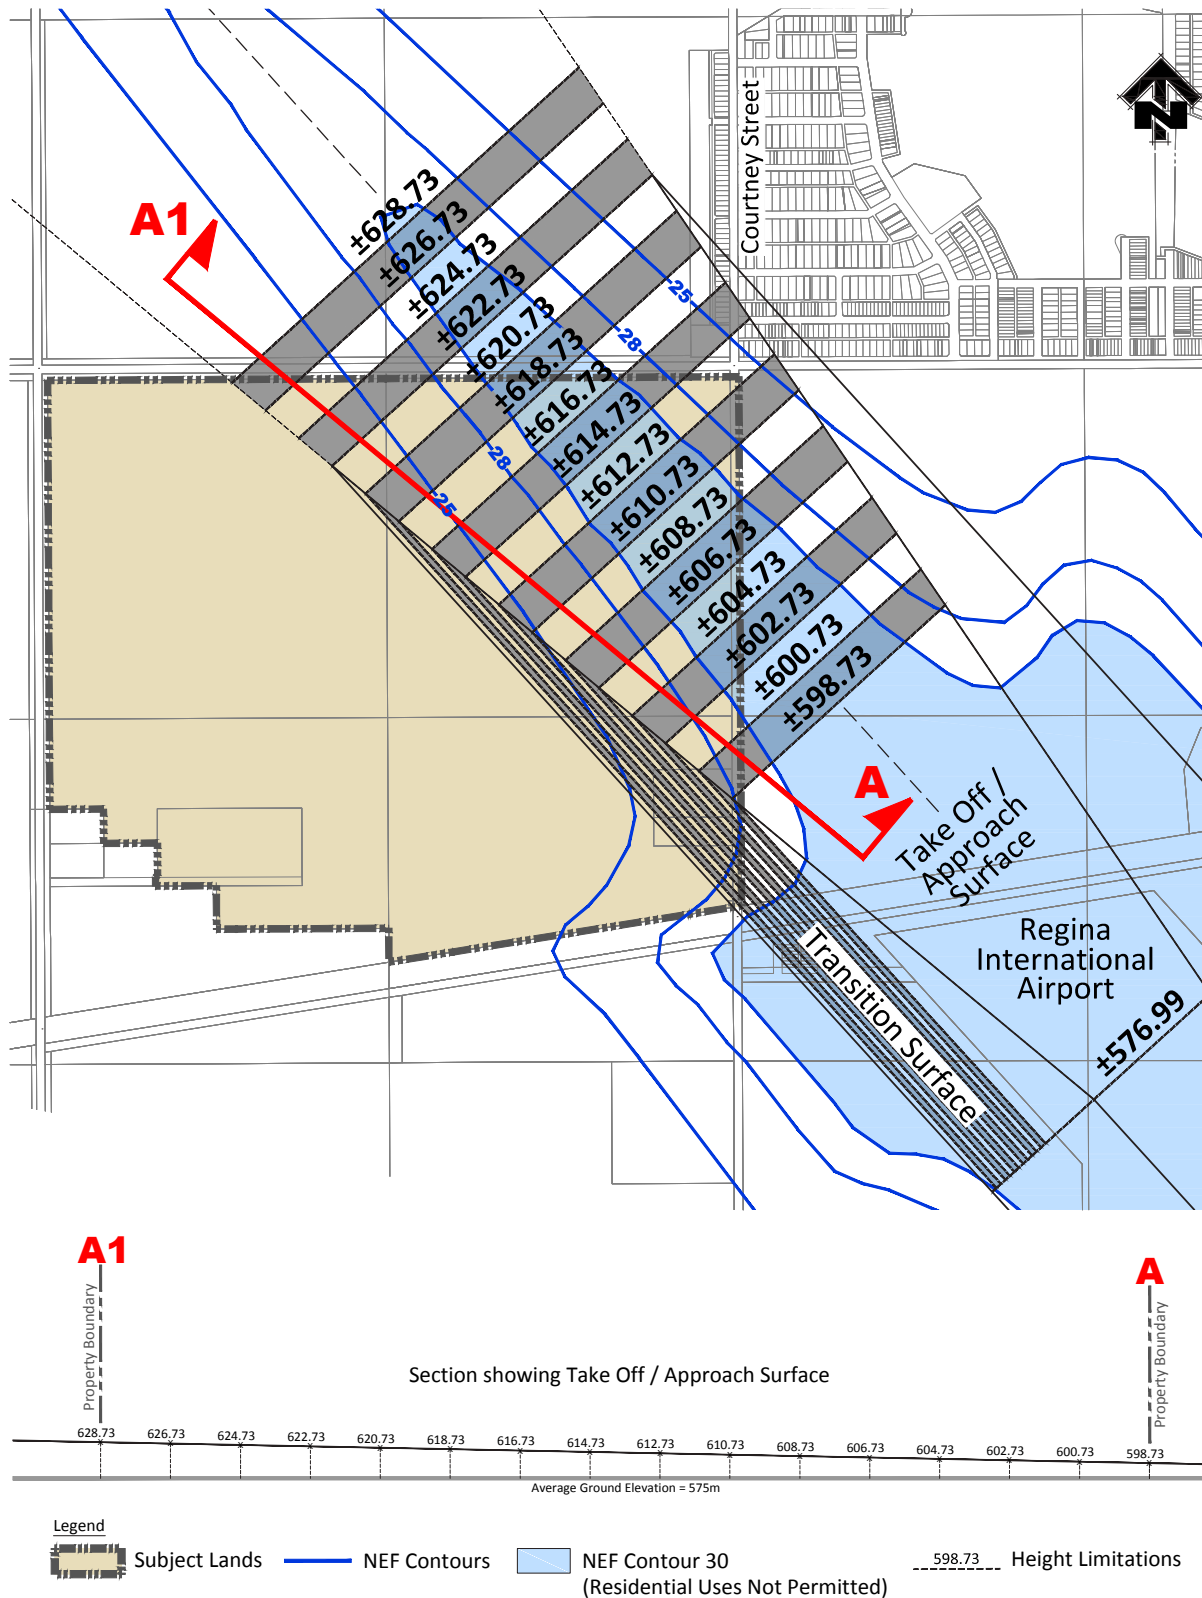 Courtney Street
N
A1
±628.73
±626.73
±624.73
±622.73
±620.73
±618.73
±616.73
±614.73
±612.73
±610.73
±608.73
±606.73
±604.73
±602.73
±600.73
±598.73
25
28
28
25
A
Take Off /
Approach
Surface
Regina
International
Airport
Transition Surface
±576.99
A1
A
Property Boundary
Property Boundary
Section showing Take Off / Approach Surface
628.73 626.73 624.73 622.73 620.73 618.73 616.73 614.73 612.73 610.73 608.73 606.73 604.73 602.73 600.73 598.73
Average Ground Elevation = 575m
Legend
Subject Lands
NEF Contours
NEF Contour 30
(Residential Uses Not Permitted)
598.73
Height Limitations